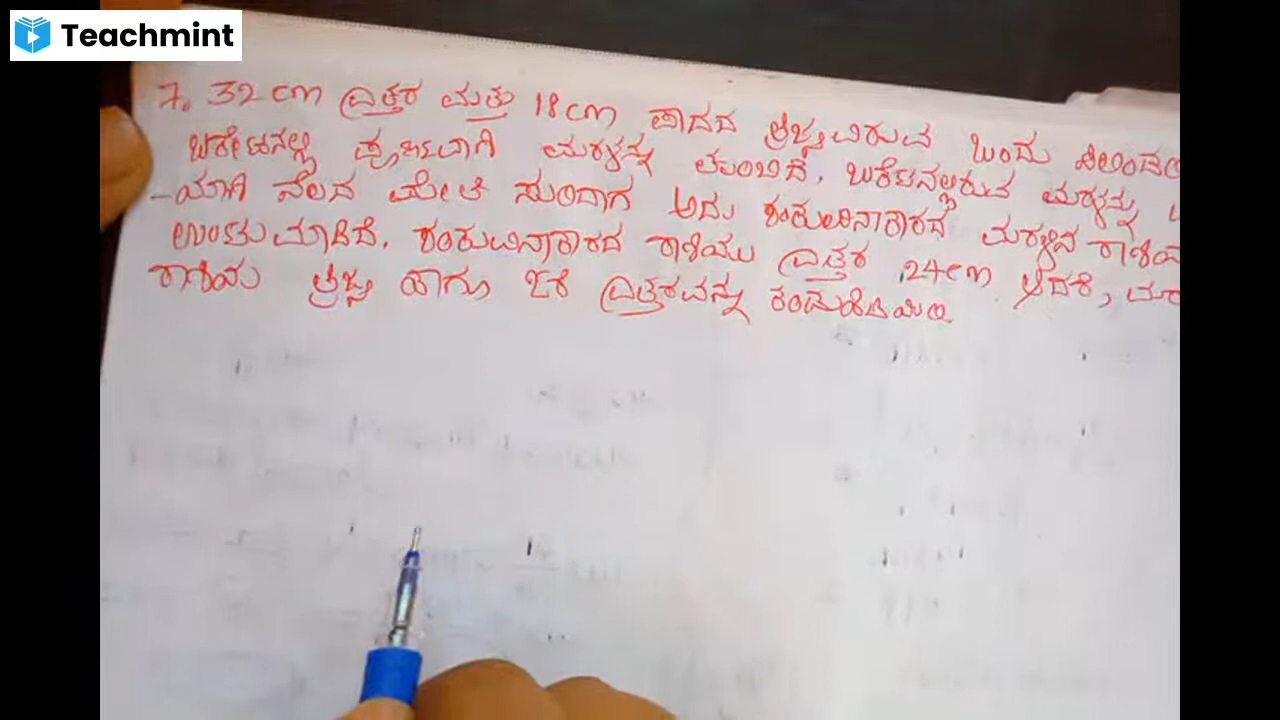 Teachmint
7. 32 cm ಎತ್ತರ ಮತ್ತು 18 cm ಪಾದದ ತ್ರಿಜ್ಯವಿರುವ ಒಂದು
ಬಕೇಟನಲ್ಲಿ ಪೂರ್ಣವಾಗಿ ಮರಳನ್ನು ತುಂಬಿದೆ. ಬಕೆಟನಲ್ಲಿರುವ ಮರಳನ್ನು
-ಯಾಗಿ ನೆಲದ ಮೇಲೆ ಸುರಿದಾಗ ಅದು ಶಂಕುವಿನಾಕಾರದ ಮರಳಿನ
ಉಂಟುಮಾಡಿದೆ. ಶಂಕುವಿನಾಕಾರದ ರಾಶಿಯು ಎತ್ತರ 24cm ಆದರೆ,
ರಾಶಿಯ ತ್ರಿಜ್ಯ ಹಾಗೂ ಓರೆ ಎತ್ತರವನ್ನು ಕಂಡುಹಿಡಿಯಿರಿ